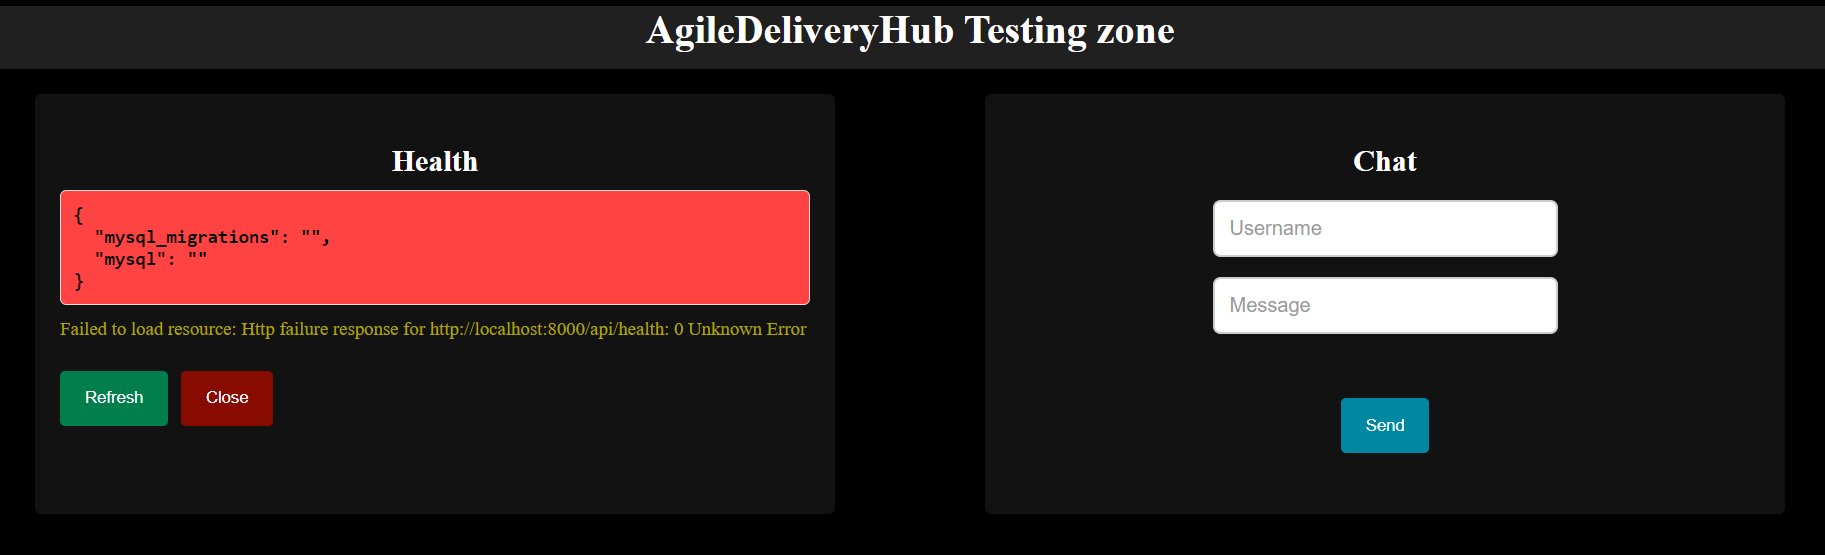 AgileDeliveryHub Testing zone
Health
{
  "mysql_migrations": "",
  "mysql": ""
}
Failed to load resource: Http failure response for http://localhost:8000/api/health: 0 Unknown Error
Refresh
Close
Chat
Username
Message
Send